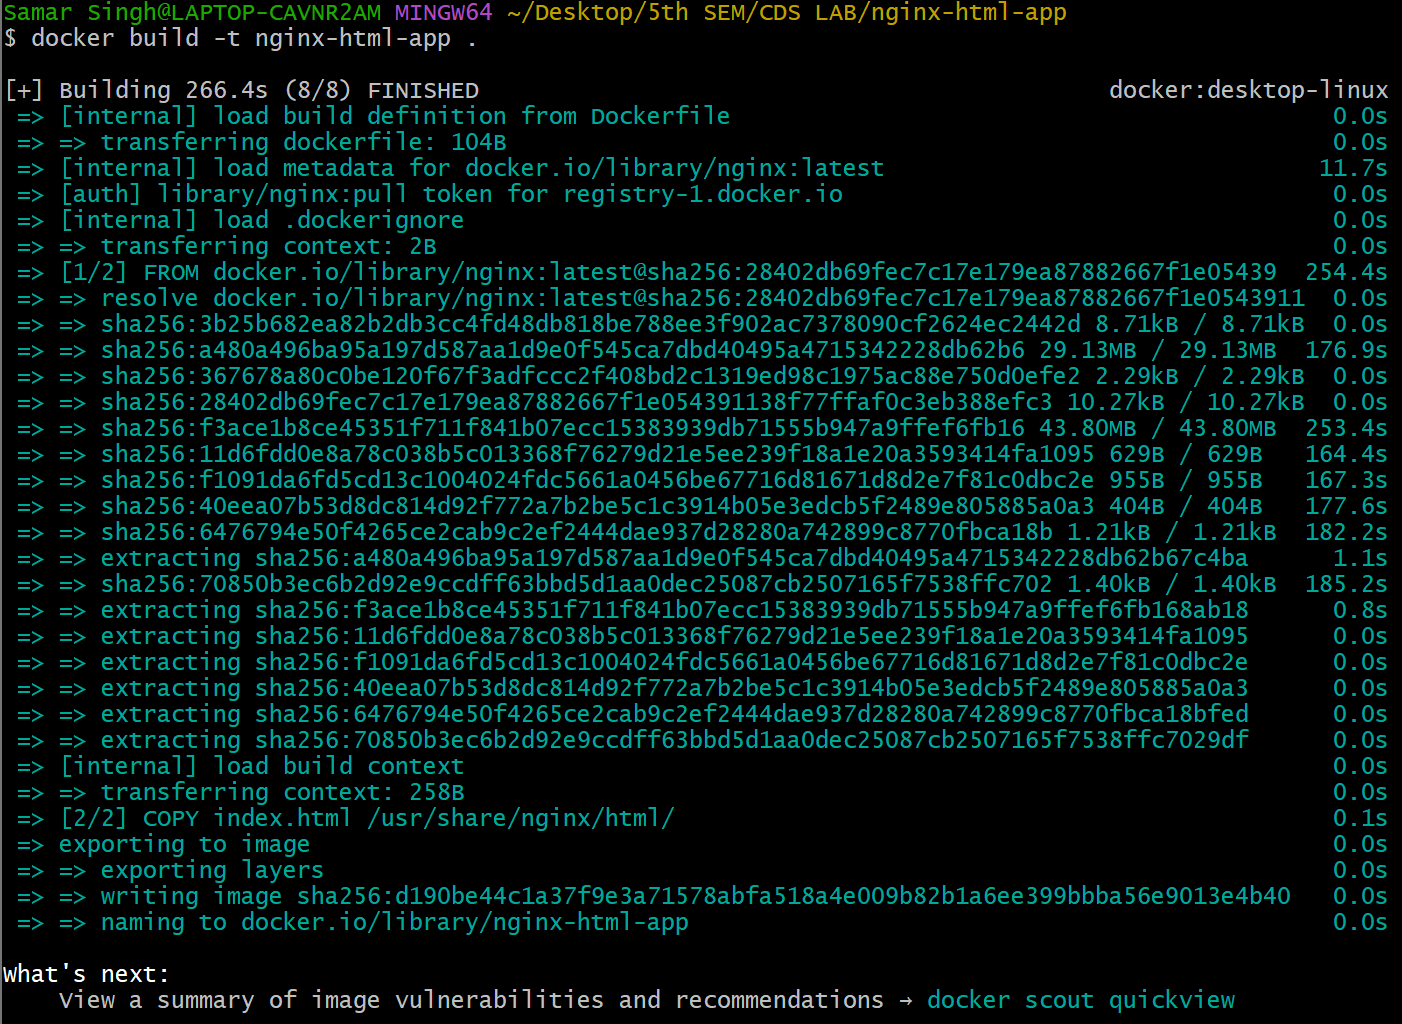 Samar Singh@LAPTOP-CAVNR2AM MINGW64 ~/Desktop/5th SEM/CDS LAB/nginx-html-app
$ docker build -t nginx-html-app .
[+] Building 266.4s (8/8) FINISHED docker:desktop-linux
=> [internal] load build definition from Dockerfile 0.0s
=> => transferring dockerfile: 104B 0.0s
=> [internal] load metadata for docker.io/library/nginx:latest 11.7s
=> [auth] library/nginx:pull token for registry-1.docker.io 0.0s
=> [internal] load .dockerignore 0.0s
=> => transferring context: 2B 0.0s
=> [1/2] FROM docker.io/library/nginx:latest@sha256:28402db69fec7c17e179ea87882667f1e05439 254.4s
=> => resolve docker.io/library/nginx:latest@sha256:28402db69fec7c17e179ea87882667f1e0543911 0.0s
=> => sha256:3b25b682ea82b2db3cc4fd48db818be788ee3f902ac7378090cf2624ec2442d 8.71kB / 8.71kB 0.0s
=> => sha256:a480a496ba95a197d587aa1d9e0f545ca7dbd40495a4715342228db62b6 29.13MB / 29.13MB 176.9s
=> => sha256:367678a80c0be120f67f3adfccc2f408bd2c1319ed98c1975ac88e750d0efe2 2.29kB / 2.29kB 0.0s
=> => sha256:28402db69fec7c17e179ea87882667f1e054391138f77ffaf0c3eb388efc3 10.27kB / 10.27kB 0.0s
=> => sha256:f3ace1b8ce45351f711f841b07ecc15383939db71555b947a9ffef6fb16 43.80MB / 43.80MB 253.4s
=> => sha256:11d6fdd0e8a78c038b5c013368f76279d21e5ee239f18a1e20a3593414fa1095 629B / 629B 164.4s
=> => sha256:f1091da6fd5cd13c1004024fdc5661a0456be67716d81671d8d2e7f81c0dbc2e 955B / 955B 167.3s
=> => sha256:40eea07b53d8dc814d92f772a7b2be5c1c3914b05e3edcb5f2489e805885a0a3 404B / 404B 177.6s
=> => sha256:6476794e50f4265ce2cab9c2ef2444dae937d28280a742899c8770fbca18b 1.21kB / 1.21kB 182.2s
=> => extracting sha256:a480a496ba95a197d587aa1d9e0f545ca7dbd40495a4715342228db62b67c4ba 1.1s
=> => sha256:70850b3ec6b2d92e9ccdff63bbd5d1aa0dec25087cb2507165f7538ffc702 1.40kB / 1.40kB 185.2s
=> => extracting sha256:f3ace1b8ce45351f711f841b07ecc15383939db71555b947a9ffef6fb168ab18 0.8s
=> => extracting sha256:11d6fdd0e8a78c038b5c013368f76279d21e5ee239f18a1e20a3593414fa1095 0.0s
=> => extracting sha256:f1091da6fd5cd13c1004024fdc5661a0456be67716d81671d8d2e7f81c0dbc2e 0.0s
=> => extracting sha256:40eea07b53d8dc814d92f772a7b2be5c1c3914b05e3edcb5f2489e805885a0a3 0.0s
=> => extracting sha256:6476794e50f4265ce2cab9c2ef2444dae937d28280a742899c8770fbca18bfed 0.0s
=> => extracting sha256:70850b3ec6b2d92e9ccdff63bbd5d1aa0dec25087cb2507165f7538ffc7029df 0.0s
=> [internal] load build context 0.0s
=> => transferring context: 258B 0.0s
=> [2/2] COPY index.html /usr/share/nginx/html/ 0.1s
=> exporting to image 0.0s
=> => exporting layers 0.0s
=> => writing image sha256:d190be44c1a37f9e3a71578abfa518a4e009b82b1a6ee399bbba56e9013e4b40 0.0s
=> => naming to docker.io/library/nginx-html-app 0.0s
What's next:
View a summary of image vulnerabilities and recommendations → docker scout quickview